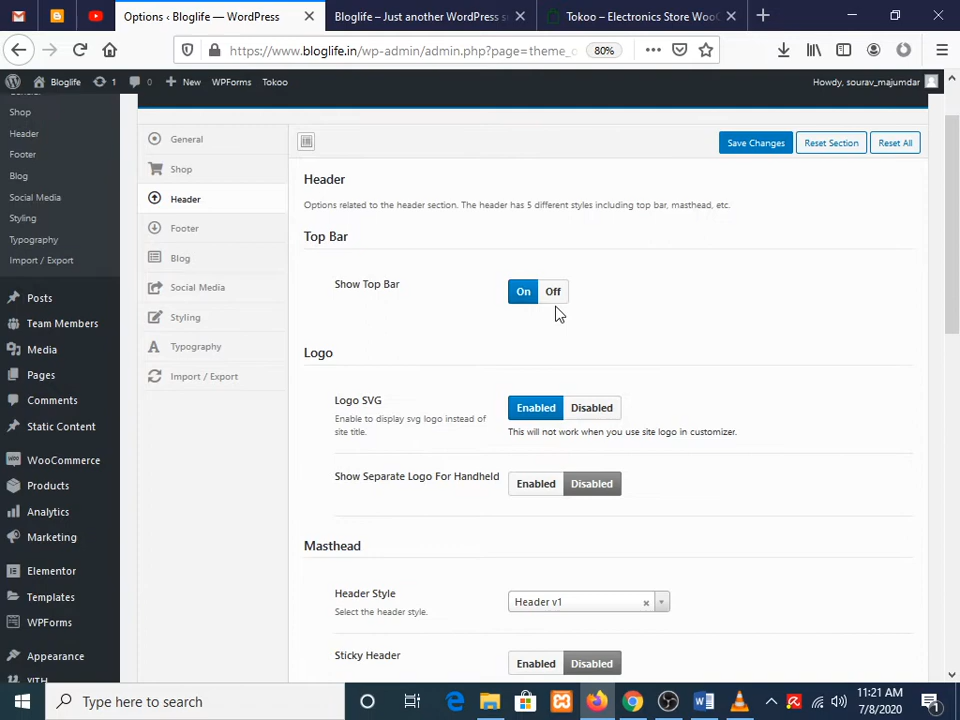 Options ‹ Bloglife — WordPress
Bloglife – Just another WordPress s
Tokoo – Electronics Store WooC
https://www.bloglife.in/wp-admin/admin.php?page=theme_o
80%
Bloglife
1
0
New
WPForms
Tokoo
Howdy, sourav_majumdar
Shop
Header
Footer
Blog
Social Media
Styling
Typography
Import / Export
Posts
Team Members
Media
Pages
Comments
Static Content
WooCommerce
Products
Analytics
Marketing
Elementor
Templates
WPForms
Appearance
YITH
General
Shop
Header
Footer
Blog
Social Media
Styling
Typography
Import / Export
Save Changes
Reset Section
Reset All
Header
Options related to the header section. The header has 5 different styles including top bar, masthead, etc.
Top Bar
Show Top Bar
On
Off
Logo
Logo SVG
Enable to display svg logo instead of
site title.
Enabled
Disabled
This will not work when you use site logo in customizer.
Show Separate Logo For Handheld
Enabled
Disabled
Masthead
Header Style
Select the header style.
Header v1
Sticky Header
Enabled
Disabled
Type here to search
11:21 AM
7/8/2020
1